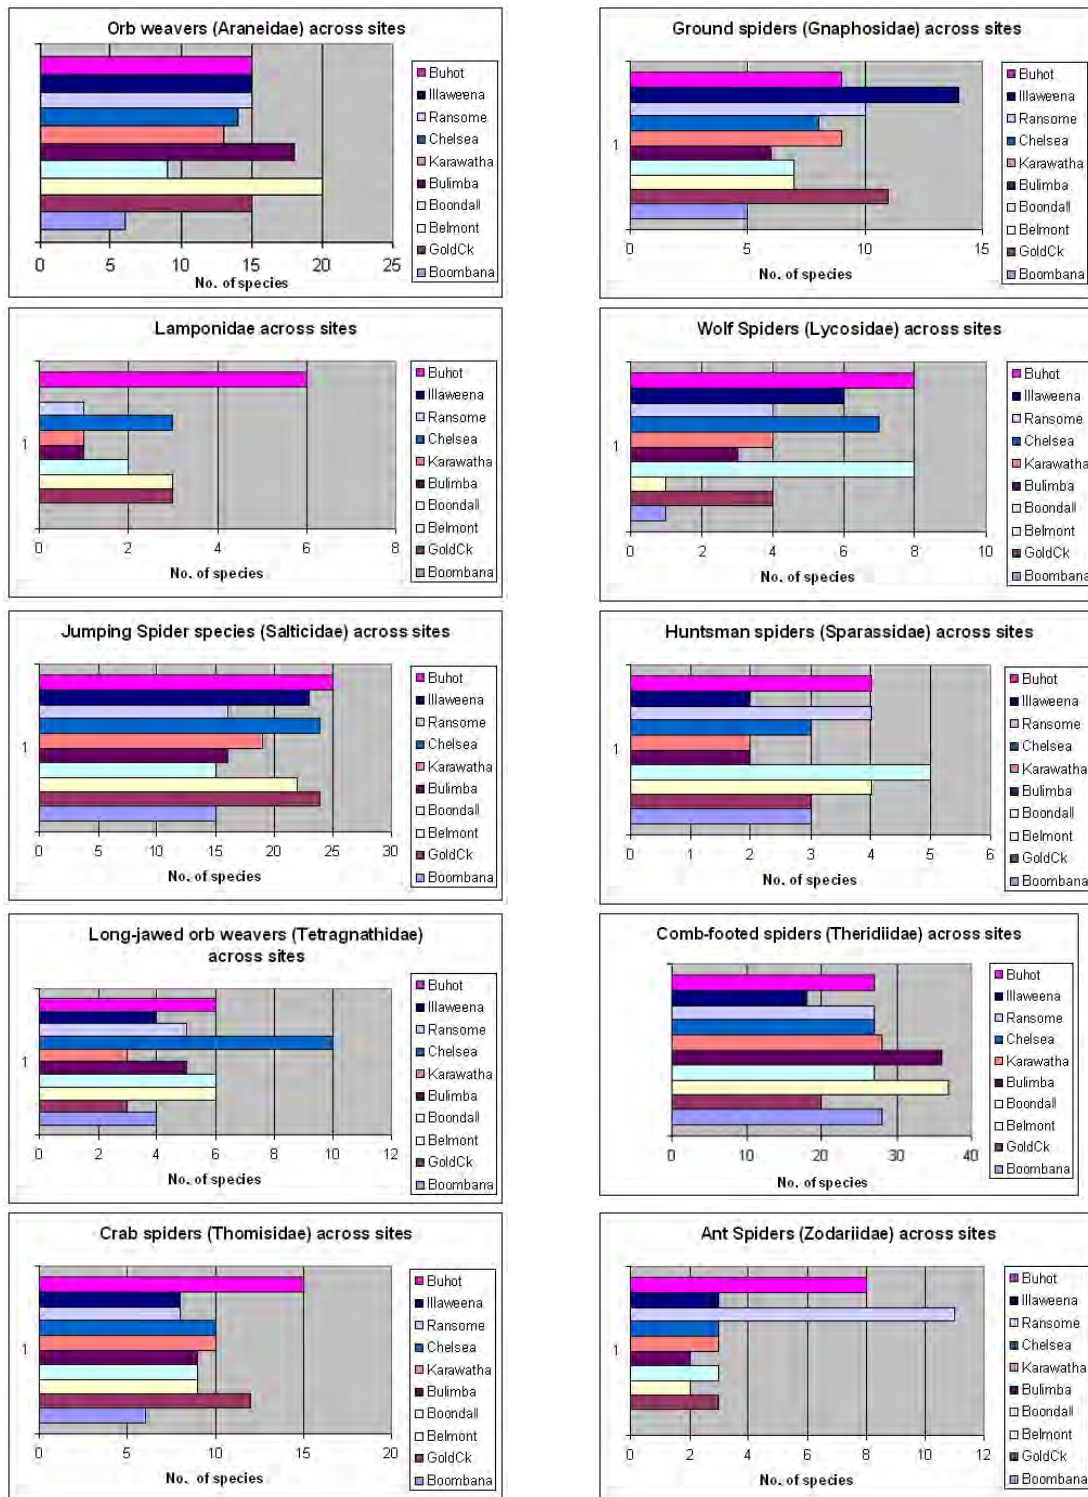 Orb weavers (Araneidae) across sites
Buhot
Illaweena
Ransome
Chelsea
Karawatha
Bulimba
Boondall
Belmont
GoldCk
Boombana
0 5 10 15 20 25
No. of species
Ground spiders (Gnaphosidae) across sites
1
Buhot
Illaweena
Ransome
Chelsea
Karawatha
Bulimba
Boondall
Belmont
GoldCk
Boombana
0 5 10 15
No. of species
Lamponidae across sites
1
Buhot
Illaweena
Ransome
Chelsea
Karawatha
Bulimba
Boondall
Belmont
GoldCk
Boombana
0 2 4 6 8
No. of species
Wolf Spiders (Lycosidae) across sites
1
Buhot
Illaweena
Ransome
Chelsea
Karawatha
Bulimba
Boondall
Belmont
GoldCk
Boombana
0 2 4 6 8 10
No. of species
Jumping Spider species (Salticidae) across sites
1
Buhot
Illaweena
Ransome
Chelsea
Karawatha
Bulimba
Boondall
Belmont
GoldCk
Boombana
0 5 10 15 20 25 30
No. of species
Huntsman spiders (Sparassidae) across sites
1
Buhot
Illaweena
Ransome
Chelsea
Karawatha
Bulimba
Boondall
Belmont
GoldCk
Boombana
0 1 2 3 4 5 6
No. of species
Long-jawed orb weavers (Tetragnathidae)
across sites
1
Buhot
Illaweena
Ransome
Chelsea
Karawatha
Bulimba
Boondall
Belmont
GoldCk
Boombana
0 2 4 6 8 10 12
No. of species
Comb-footed spiders (Theridiidae) across sites
Buhot
Illaweena
Ransome
Chelsea
Karawatha
Bulimba
Boondall
Belmont
GoldCk
Boombana
0 10 20 30 40
No. of species
Crab spiders (Thomisidae) across sites
1
Buhot
Illaweena
Ransome
Chelsea
Karawatha
Bulimba
Boondall
Belmont
GoldCk
Boombana
0 5 10 15 20
No. of species
Ant Spiders (Zodariidae) across sites
1
Buhot
Illaweena
Ransome
Chelsea
Karawatha
Bulimba
Boondall
Belmont
GoldCk
Boombana
0 2 4 6 8 10 12
No. of species